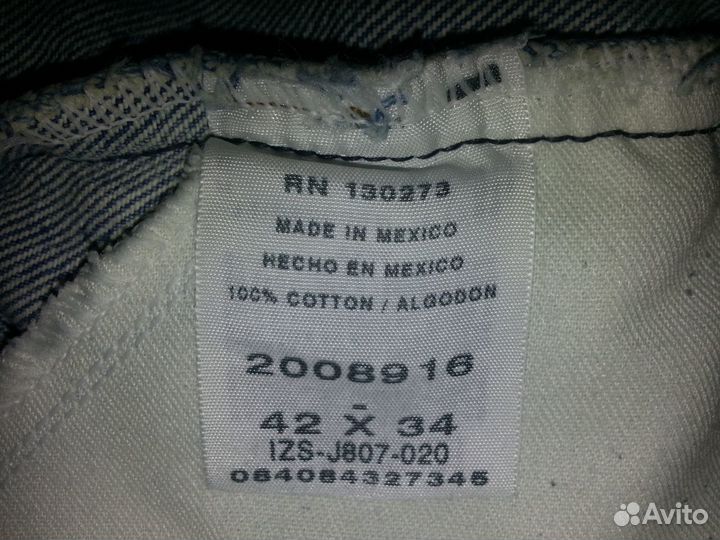 RN 130273
MADE IN MEXICO
HECHO EN MEXICO
100% COTTON / ALGODON
2008916
-
42 X 34
IZS-J807-020
084084327345
Avito